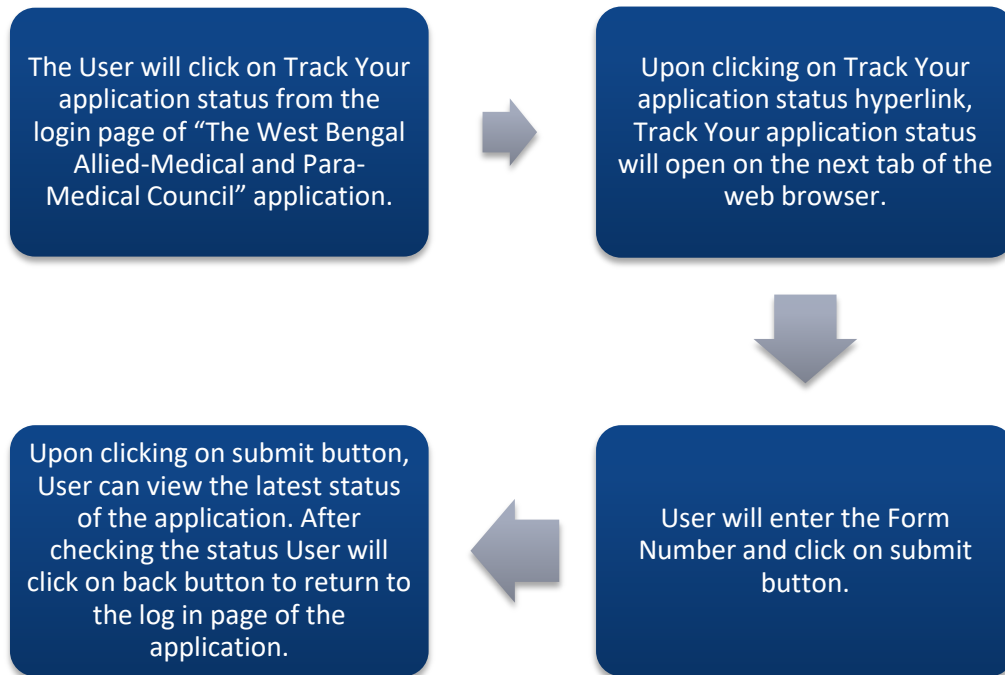 The User will click on Track Your
application status from the
login page of “The West Bengal
Allied-Medical and Para-
Medical Council” application.
Upon clicking on Track Your
application status hyperlink,
Track Your application status
will open on the next tab of the
web browser.
User will enter the Form
Number and click on submit
button.
Upon clicking on submit button,
User can view the latest status
of the application. After
checking the status User will
click on back button to return to
the log in page of the
application.